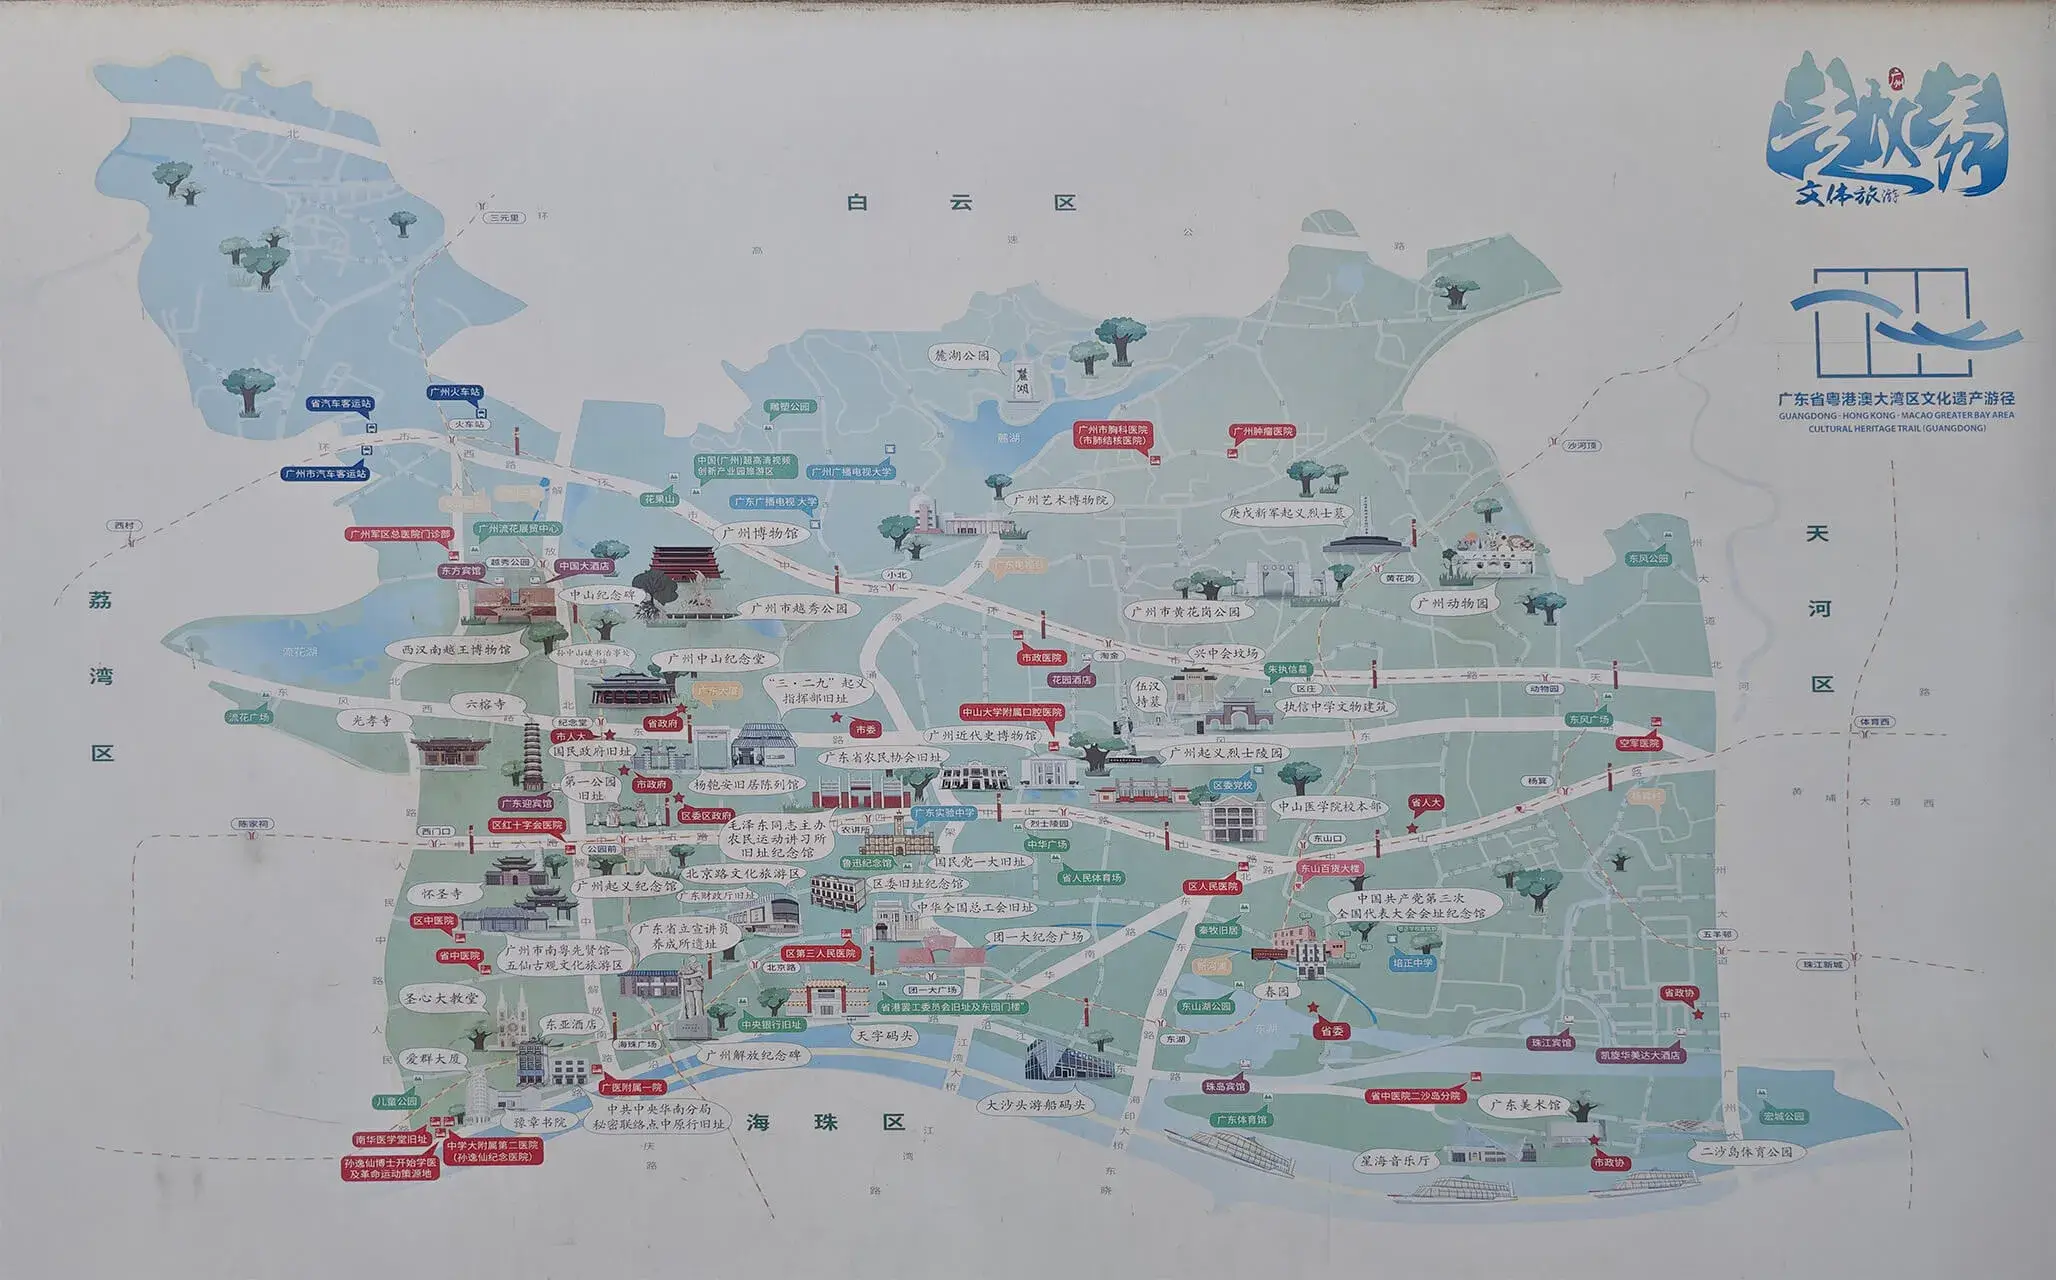 走越秀
广州
文体旅游
广东省粤港澳大湾区文化遗产游径
GUANGDONG - HONG KONG - MACAO GREATER BAY AREA
CULTURAL HERITAGE TRAIL (GUANGDONG)
白云区
荔湾区
天河区
海珠区
北
三元里
环
高
速
公
路
麓湖公园
麓湖
麓湖
广州火车站
省汽车客运站
火车站
广州市汽车客运站
西村
雕塑公园
中国(广州)超高清视频
创新产业园旅游区
花果山
广州广播电视大学
广东广播电视大学
广州市胸科医院
(市肺结核医院)
广州肿瘤医院
沙河顶
广州艺术博物院
庚戌新军起义烈士墓
广州军区总医院门诊部
广州流花展贸中心
广州博物馆
越秀公园
东方宾馆
中国大酒店
中山纪念碑
广州市越秀公园
小北
广东电视台
黄花岗
广州市黄花岗公园
广州动物园
东风公园
流花湖
西汉南越王博物馆
孙中山读书治事处
纪念碑
广州中山纪念堂
市政医院
淘金
花园酒店
兴中会坟场
朱执信墓
区庄
动物园
流花广场
光孝寺
六榕寺
纪念堂
广东大厦
省政府
“三·二九”起义
指挥部旧址
市委
中山大学附属口腔医院
伍汉
持墓
执信中学文物建筑
东风广场
空军医院
体育西
市人大
国民政府旧址
广州近代史博物馆
广州起义烈士陵园
广东省农民协会旧址
第一公园
旧址
市政府
杨匏安旧居陈列馆
区委党校
中山医学院校本部
省人大
杨箕
杨箕村
黄埔大道西
广东迎宾馆
区委区政府
毛泽东同志主办
农民运动讲习所
旧址纪念馆
农讲所
广东实验中学
烈士陵园
陈家祠
西门口
区红十字会医院
公园前
东山口
中华广场
鲁迅纪念馆
国民党一大旧址
省人民体育场
区人民医院
东山百货大楼
怀圣寺
广州起义纪念馆
北京路文化旅游区
广东财政厅旧址
区委旧址纪念馆
中华全国总工会旧址
中国共产党第三次
全国代表大会会址纪念馆
区中医院
广东省立宣讲员
养成所遗址
广州市南粤先贤馆—
五仙古观文化旅游区
省中医院
区第三人民医院
团一大纪念广场
秦牧旧居
培正中学
五羊邨
珠江新城
北京路
团一大广场
新河浦
春园
圣心大教堂
东亚酒店
中央银行旧址
省港罢工委员会旧址及东园门楼"
天字码头
东山湖公园
东湖
省委
省政协
爱群大厦
海珠广场
广州解放纪念碑
东湖
珠江宾馆
凯旋华美达大酒店
广医附属一院
大沙头游船码头
珠岛宾馆
省中医院二沙岛分院
广东美术馆
儿童公园
豫章书院
中共中央华南分局
秘密联络点中原行旧址
广东体育馆
宏城公园
南华医学堂旧址
中学大附属第二医院
(孙逸仙纪念医院)
孙逸仙博士开始学医
及革命运动策源地
星海音乐厅
市政协
二沙岛体育公园
江湾大桥
海印大桥